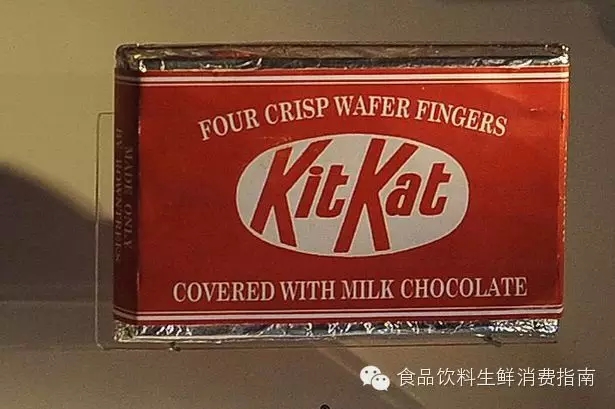 FOUR CRISP WAFER FINGERS
KitKat
COVERED WITH MILK CHOCOLATE
MADE ONLY
BY ROWNTREES
食品饮料生鲜消费指南